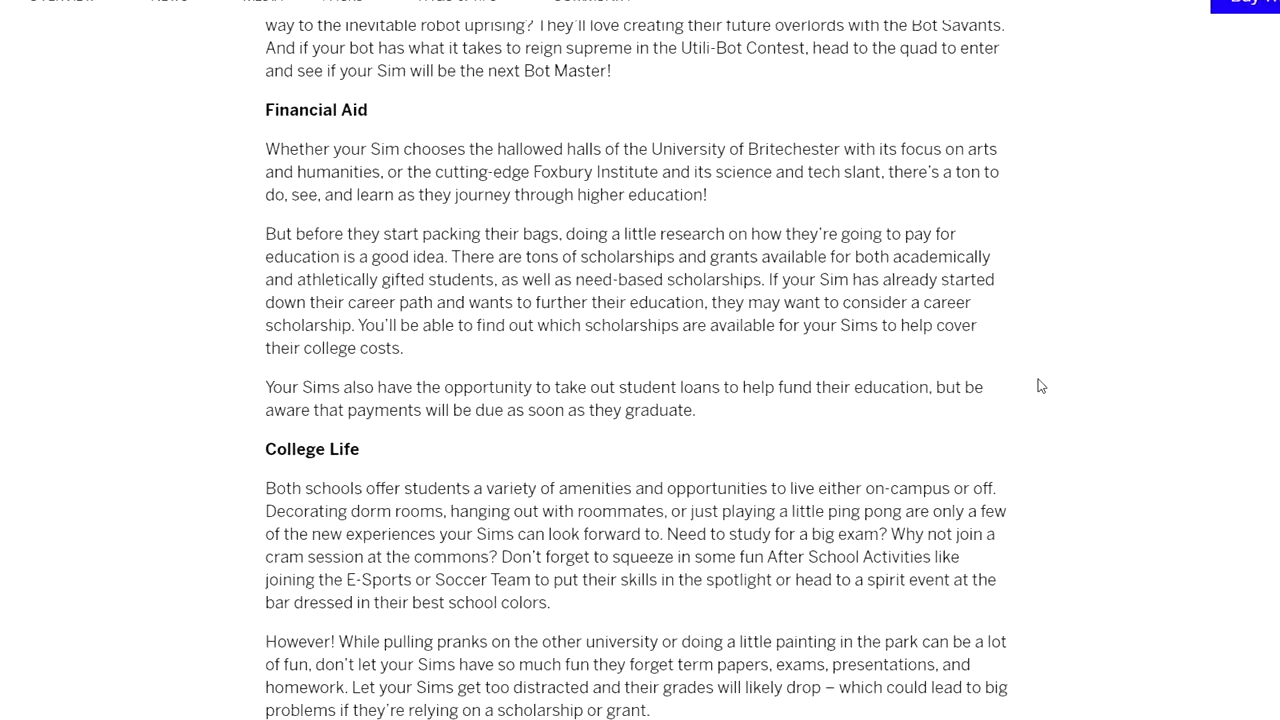 way to the inevitable robot uprising? They'll love creating their future overlords with the Bot Savants.
And if your bot has what it takes to reign supreme in the Utili-Bot Contest, head to the quad to enter
and see if your Sim will be the next Bot Master!
Financial Aid
Whether your Sim chooses the hallowed halls of the University of Britechester with its focus on arts
and humanities, or the cutting-edge Foxbury Institute and its science and tech slant, there's a ton to
do, see, and learn as they journey through higher education!
But before they start packing their bags, doing a little research on how they're going to pay for
education is a good idea. There are tons of scholarships and grants available for both academically
and athletically gifted students, as well as need-based scholarships. If your Sim has already started
down their career path and wants to further their education, they may want to consider a career
scholarship. You'll be able to find out which scholarships are available for your Sims to help cover
their college costs.
Your Sims also have the opportunity to take out student loans to help fund their education, but be
aware that payments will be due as soon as they graduate.
College Life
Both schools offer students a variety of amenities and opportunities to live either on-campus or off.
Decorating dorm rooms, hanging out with roommates, or just playing a little ping pong are only a few
of the new experiences your Sims can look forward to. Need to study for a big exam? Why not join a
cram session at the commons? Don't forget to squeeze in some fun After School Activities like
joining the E-Sports or Soccer Team to put their skills in the spotlight or head to a spirit event at the
bar dressed in their best school colors.
However! While pulling pranks on the other university or doing a little painting in the park can be a lot
of fun, don't let your Sims have so much fun they forget term papers, exams, presentations, and
homework. Let your Sims get too distracted and their grades will likely drop – which could lead to big
problems if they're relying on a scholarship or grant.